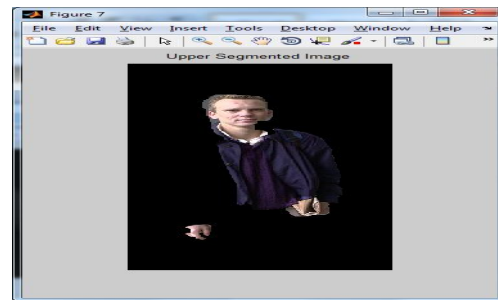 Figure 7
File Edit View Insert Tools Desktop Window Help
Upper Segmented Image